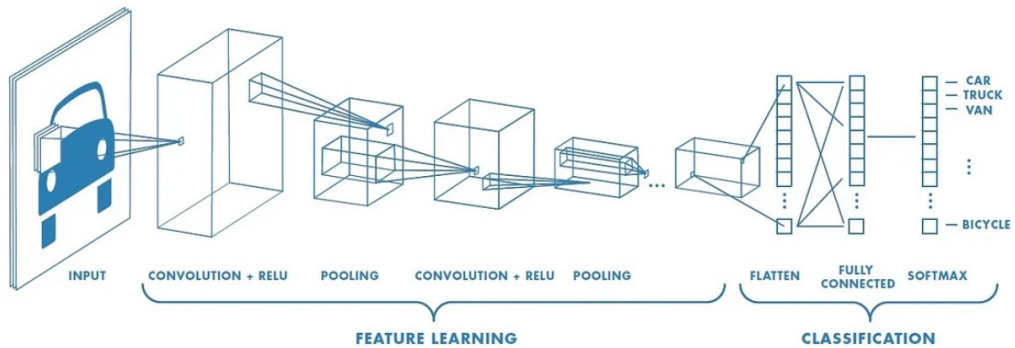 CAR
TRUCK
VAN
BICYCLE
INPUT
CONVOLUTION + RELU
POOLING
CONVOLUTION + RELU
POOLING
FLATTEN
FULLY
CONNECTED
SOFTMAX
FEATURE LEARNING
CLASSIFICATION